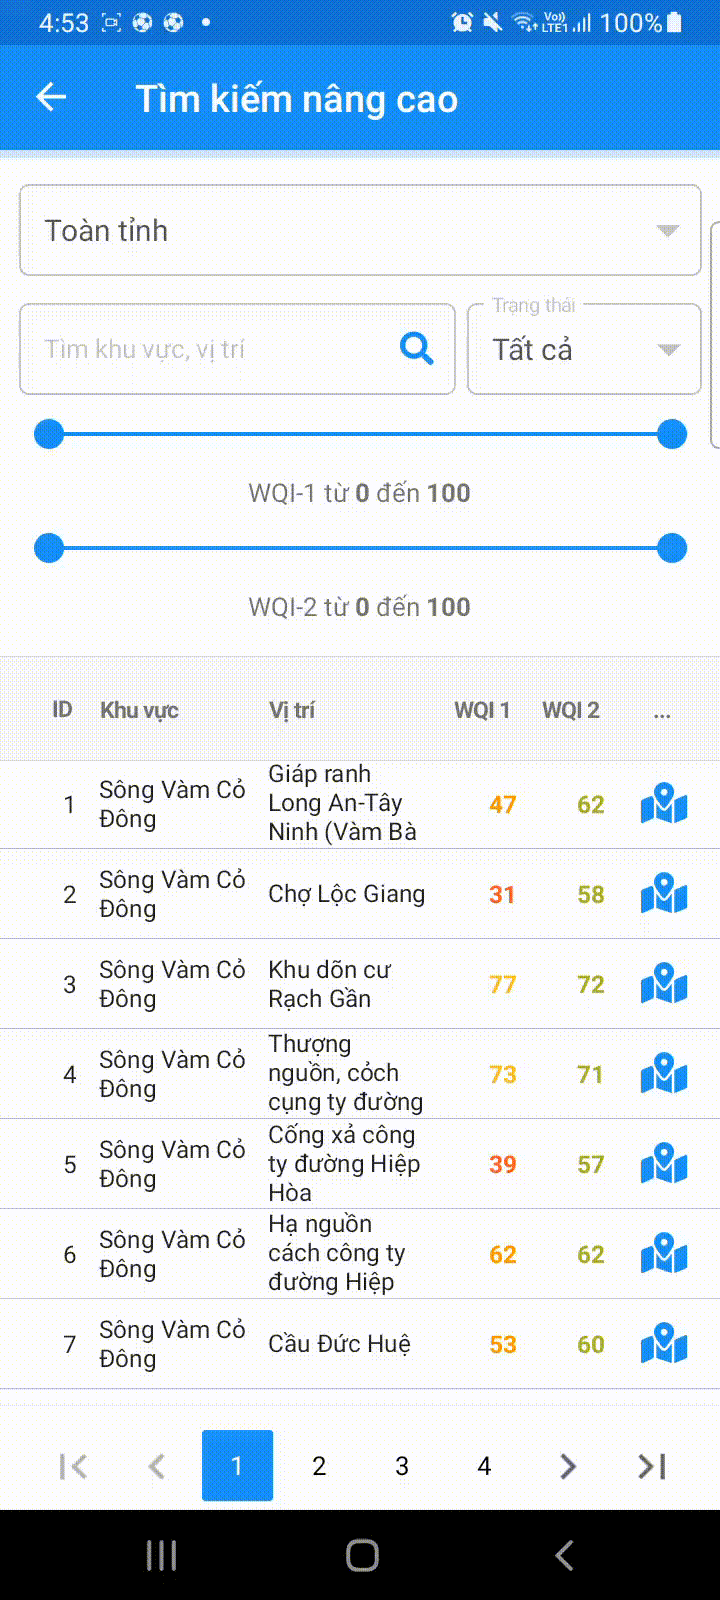 4:53 Vo)) LTE1 100%
Tìm kiếm nâng cao
Toàn tỉnh
Trạng thái
Tìm khu vực, vị trí
Tất cả
WQI-1 từ 0 đến 100
WQI-2 từ 0 đến 100
ID Khu vực Vị trí WQI 1 WQI 2 ...
Giáp ranh
1 Sông Vàm Cỏ Long An-Tây 47 62
Đông Ninh (Vàm Bà
2 Sông Vàm Cỏ Chợ Lộc Giang 31 58
Đông
3 Sông Vàm Cỏ Khu dõn cư 77 72
Đông Rạch Gần
Thượng
4 Sông Vàm Cỏ nguồn, cỏch 73 71
Đông cụng ty đường
Cống xả công
5 Sông Vàm Cỏ ty đường Hiệp 39 57
Đông Hòa
Hạ nguồn
6 Sông Vàm Cỏ cách công ty 62 62
Đông đường Hiệp
7 Sông Vàm Cỏ Cầu Đức Huệ 53 60
Đông
1 2 3 4